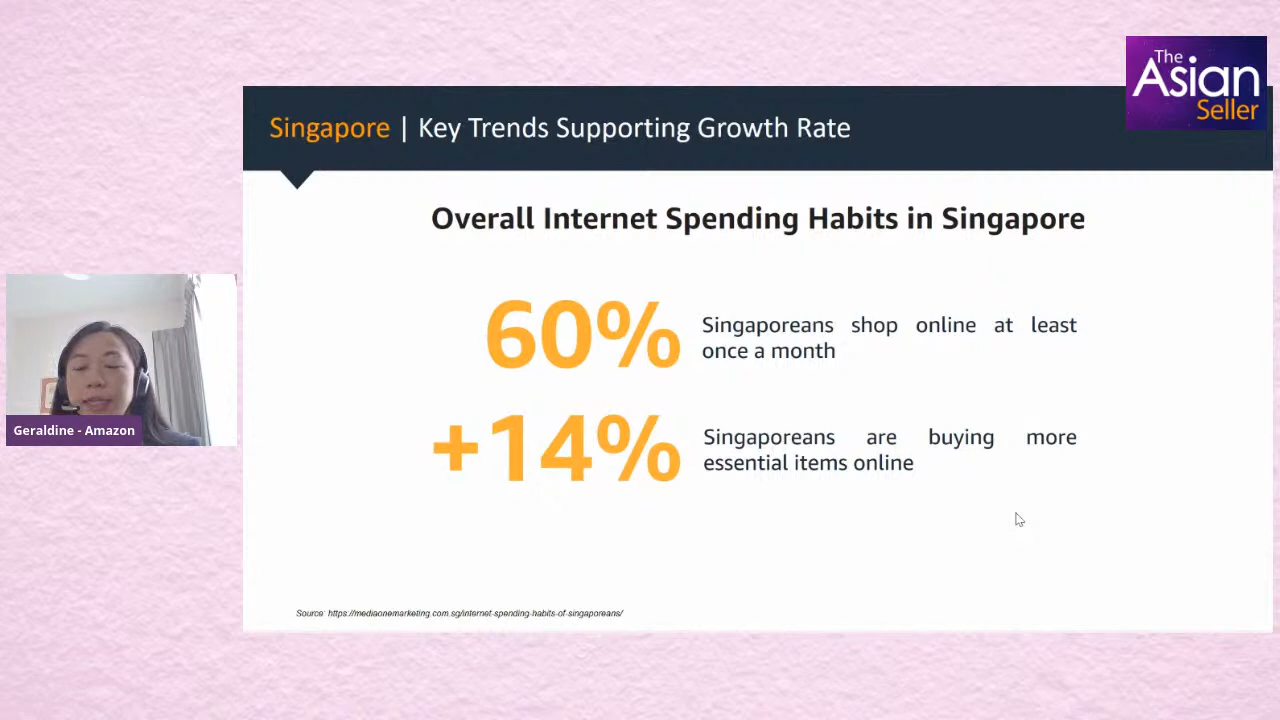 The
Asian
Seller
Singapore | Key Trends Supporting Growth Rate
Overall Internet Spending Habits in Singapore
60%
Singaporeans shop online at least
once a month
+14%
Singaporeans are buying more
essential items online
Geraldine - Amazon
Source: https://mediaonemarketing.com.sg/internet-spending-habits-of-singaporeans/